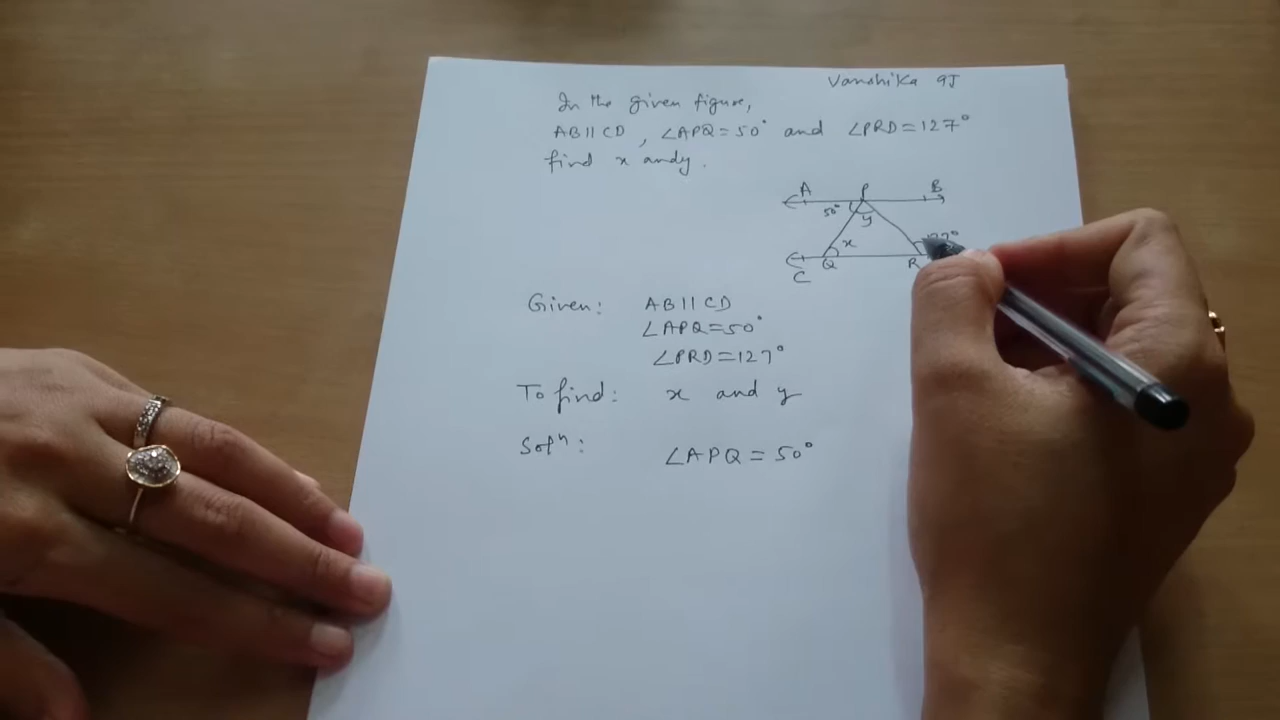 Vanshika 9J
In the given figure,
AB||CD, ∠APQ=50° and ∠PRD=127°
find x and y.
A P B
50° y
x 127°
Q R
C
Given: AB||CD
∠APQ=50°
∠PRD=127°
To find: x and y
Solⁿ: ∠APQ=50°